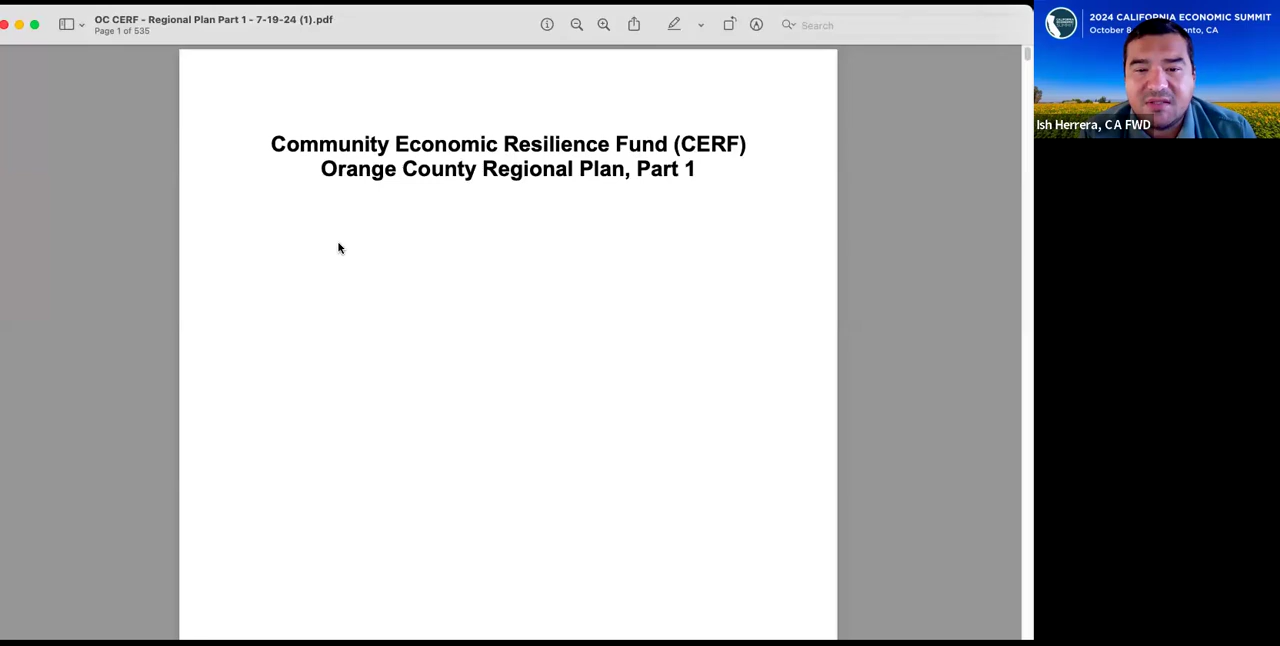 OC CERF - Regional Plan Part 1 - 7-19-24 (1).pdf
Page 1 of 535
Search
Community Economic Resilience Fund (CERF)
Orange County Regional Plan, Part 1
2024 CALIFORNIA ECONOMIC SUMMIT
October 8 CA
Ish Herrera, CA FWD